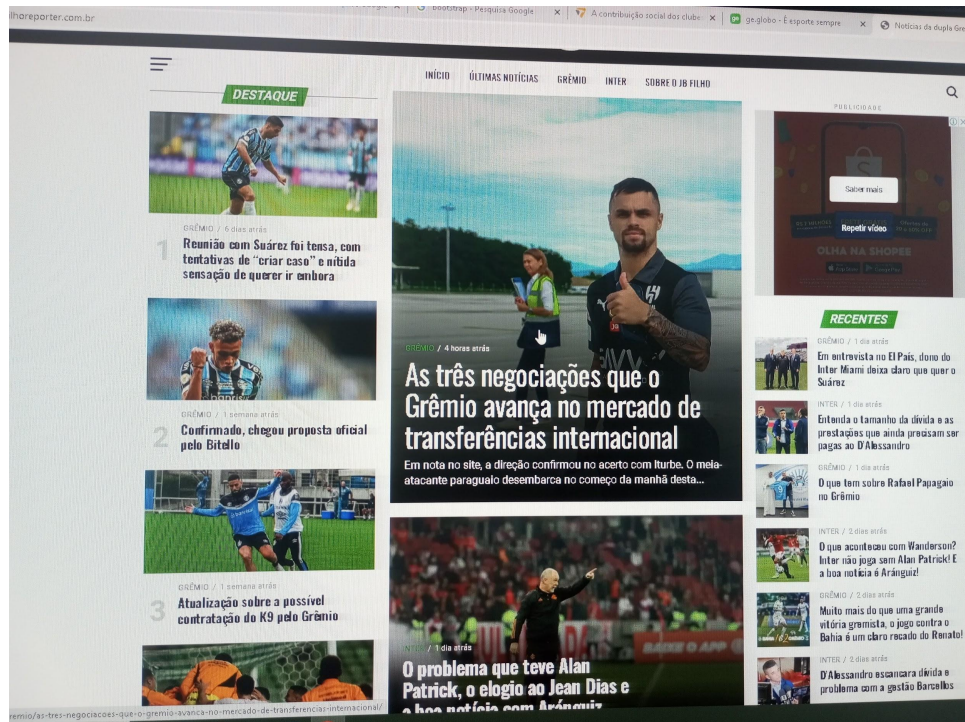 lhoreporter.com.br
bootstrap - Pesquisa Google
A contribuição social dos clube
ge.globo - É esporte sempre
Notícias da dupla Gre
INÍCIO
ÚLTIMAS NOTÍCIAS
GRÊMIO
INTER
SOBRE O JB FILHO
DESTAQUE
GRÊMIO / 6 dias atrás
1
Reunião com Suárez foi tensa, com
tentativas de “criar caso” e nítida
sensação de querer ir embora
GRÊMIO / 1 semana atrás
2
Confirmado, chegou proposta oficial
pelo Bitello
GRÊMIO / 1 semana atrás
3
Atualização sobre a possível
contratação do K9 pelo Grêmio
GRÊMIO / 4 horas atrás
As três negociações que o
Grêmio avança no mercado de
transferências internacional
Em nota no site, a direção confirmou no acerto com Iturbe. O meia-
atacante paraguaio desembarca no começo da manhã desta...
BAIXE O APP
/ 1 dia atrás
O problema que teve Alan
Patrick, o elogio ao Jean Dias e
a boa notícia com Aránguiz
PUBLICIDADE
Saber mais
Repetir vídeo
OLHA NA SHOPEE
RECENTES
GRÊMIO / 1 dia atrás
Em entrevista no El País, dono do
Inter Miami deixa claro que quer o
Suárez
INTER / 1 dia atrás
Entenda o tamanho da dívida e as
prestações que ainda precisam ser
pagas ao D'Alessandro
GRÊMIO / 1 dia atrás
O que tem sobre Rafael Papagaio
no Grêmio
INTER / 2 dias atrás
O que aconteceu com Wanderson?
Inter não joga sem Alan Patrick! E
a boa notícia é Aránguiz!
GRÊMIO / 2 dias atrás
Muito mais do que uma grande
vitória gremista, o jogo contra o
Bahia é um claro recado do Renato!
INTER / 2 dias atrás
D'Alessandro escancara dívida e
problema com a gestão Barcellos
remio/as-tres-negociacoes-que-o-gremio-avanca-no-mercado-de-transferencias-internacional/